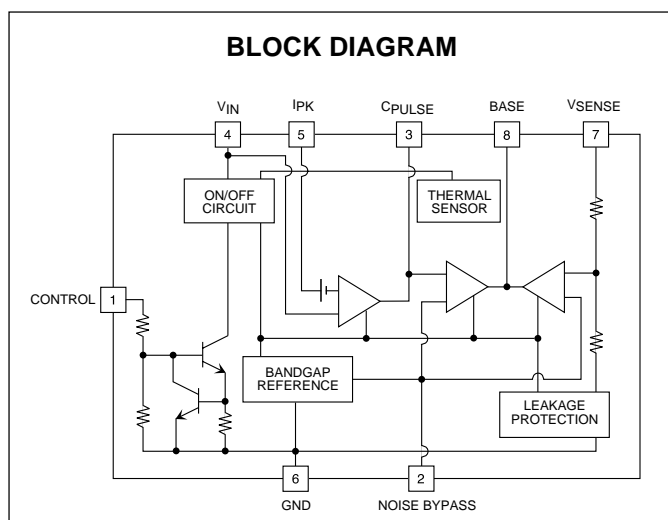 BLOCK DIAGRAM
VIN
IPK
CPULSE
BASE
VSENSE
4
5
3
8
7
ON/OFF
CIRCUIT
THERMAL
SENSOR
CONTROL
1
BANDGAP
REFERENCE
LEAKAGE
PROTECTION
6
2
GND
NOISE BYPASS